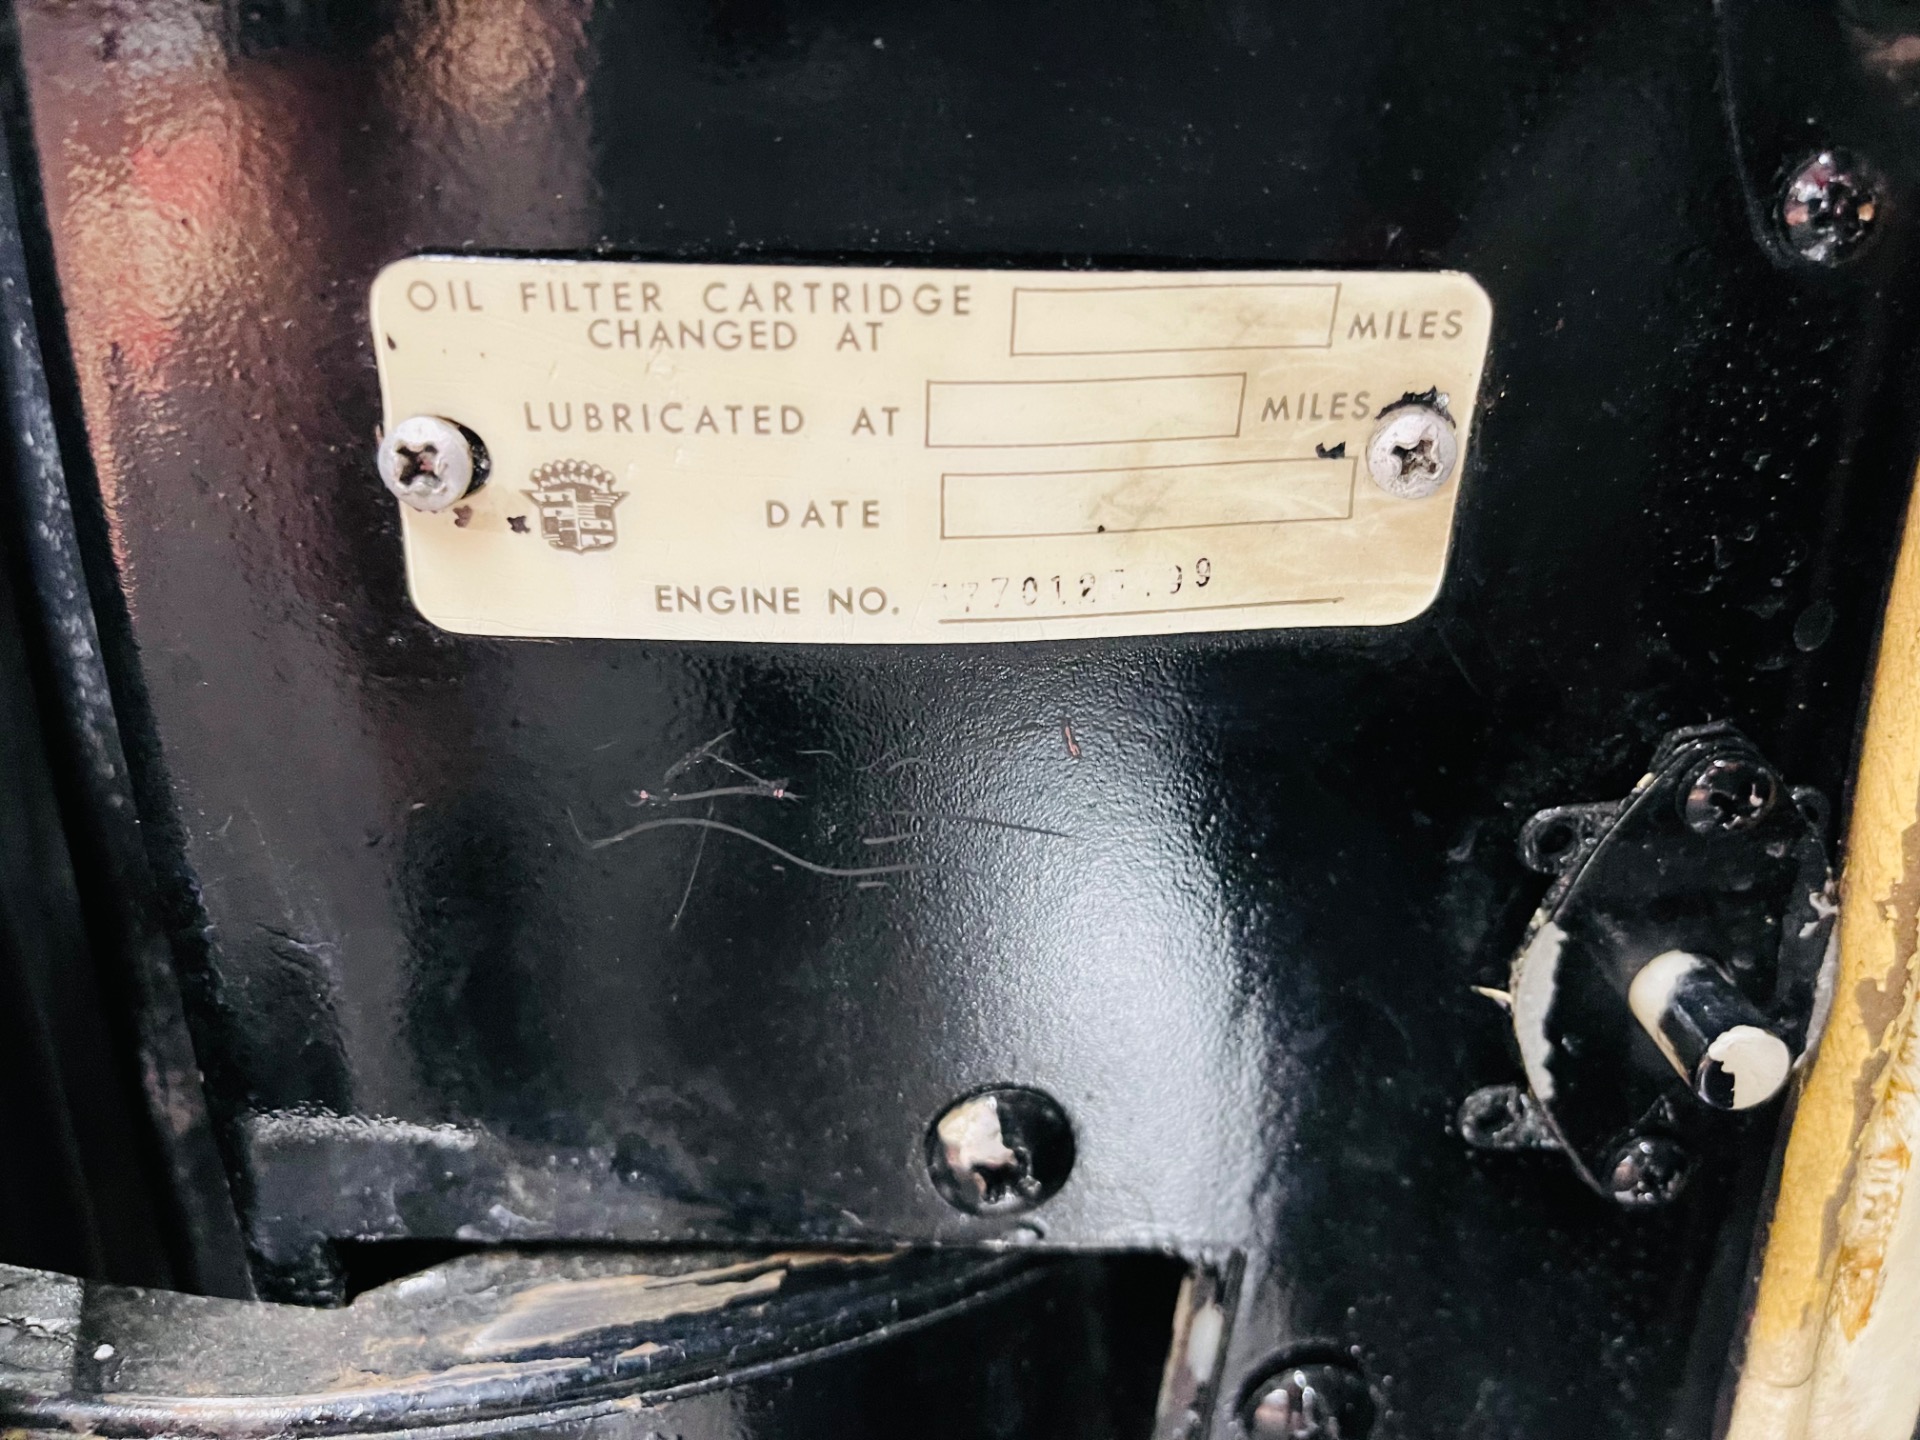 OIL FILTER CARTRIDGE
CHANGED AT MILES
LUBRICATED AT MILES
DATE
ENGINE NO.